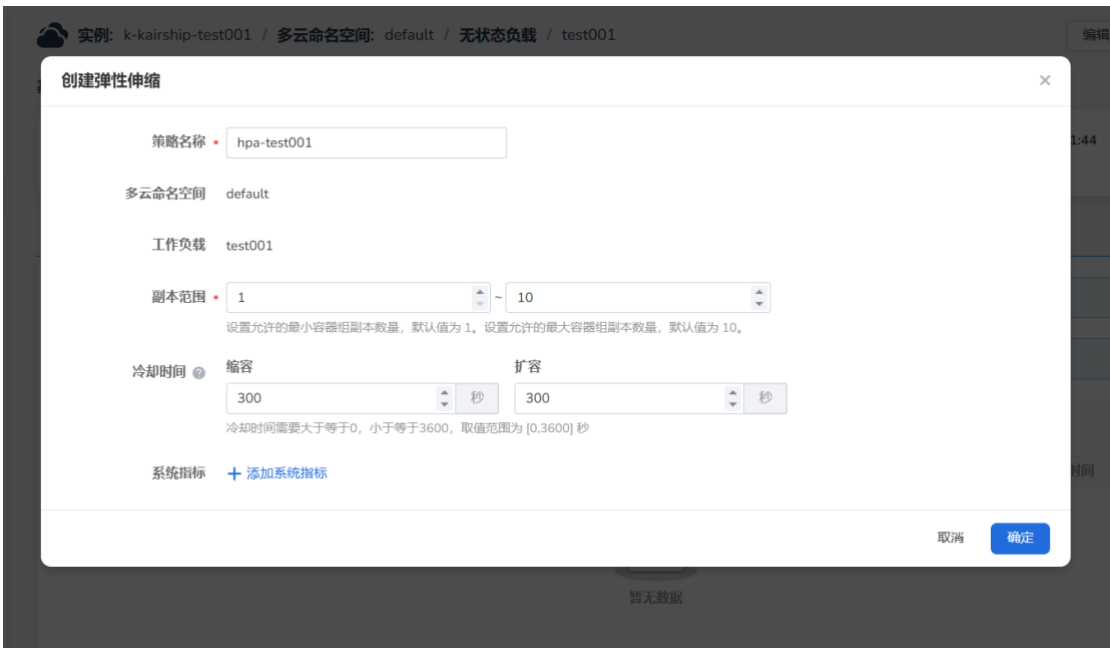 实例: k-kairship-test001 / 多云命名空间: default / 无状态负载 / test001
编辑
创建弹性伸缩
策略名称 * hpa-test001
1:44
多云命名空间 default
工作负载 test001
副本范围 * 1 ~ 10
设置允许的最小容器组副本数量，默认值为 1。设置允许的最大容器组副本数量，默认值为 10。
冷却时间 缩容 扩容
300 秒 300 秒
冷却时间需要大于等于0，小于等于3600，取值范围为 [0,3600] 秒
系统指标 + 添加系统指标
时间
取消 确定
暂无数据